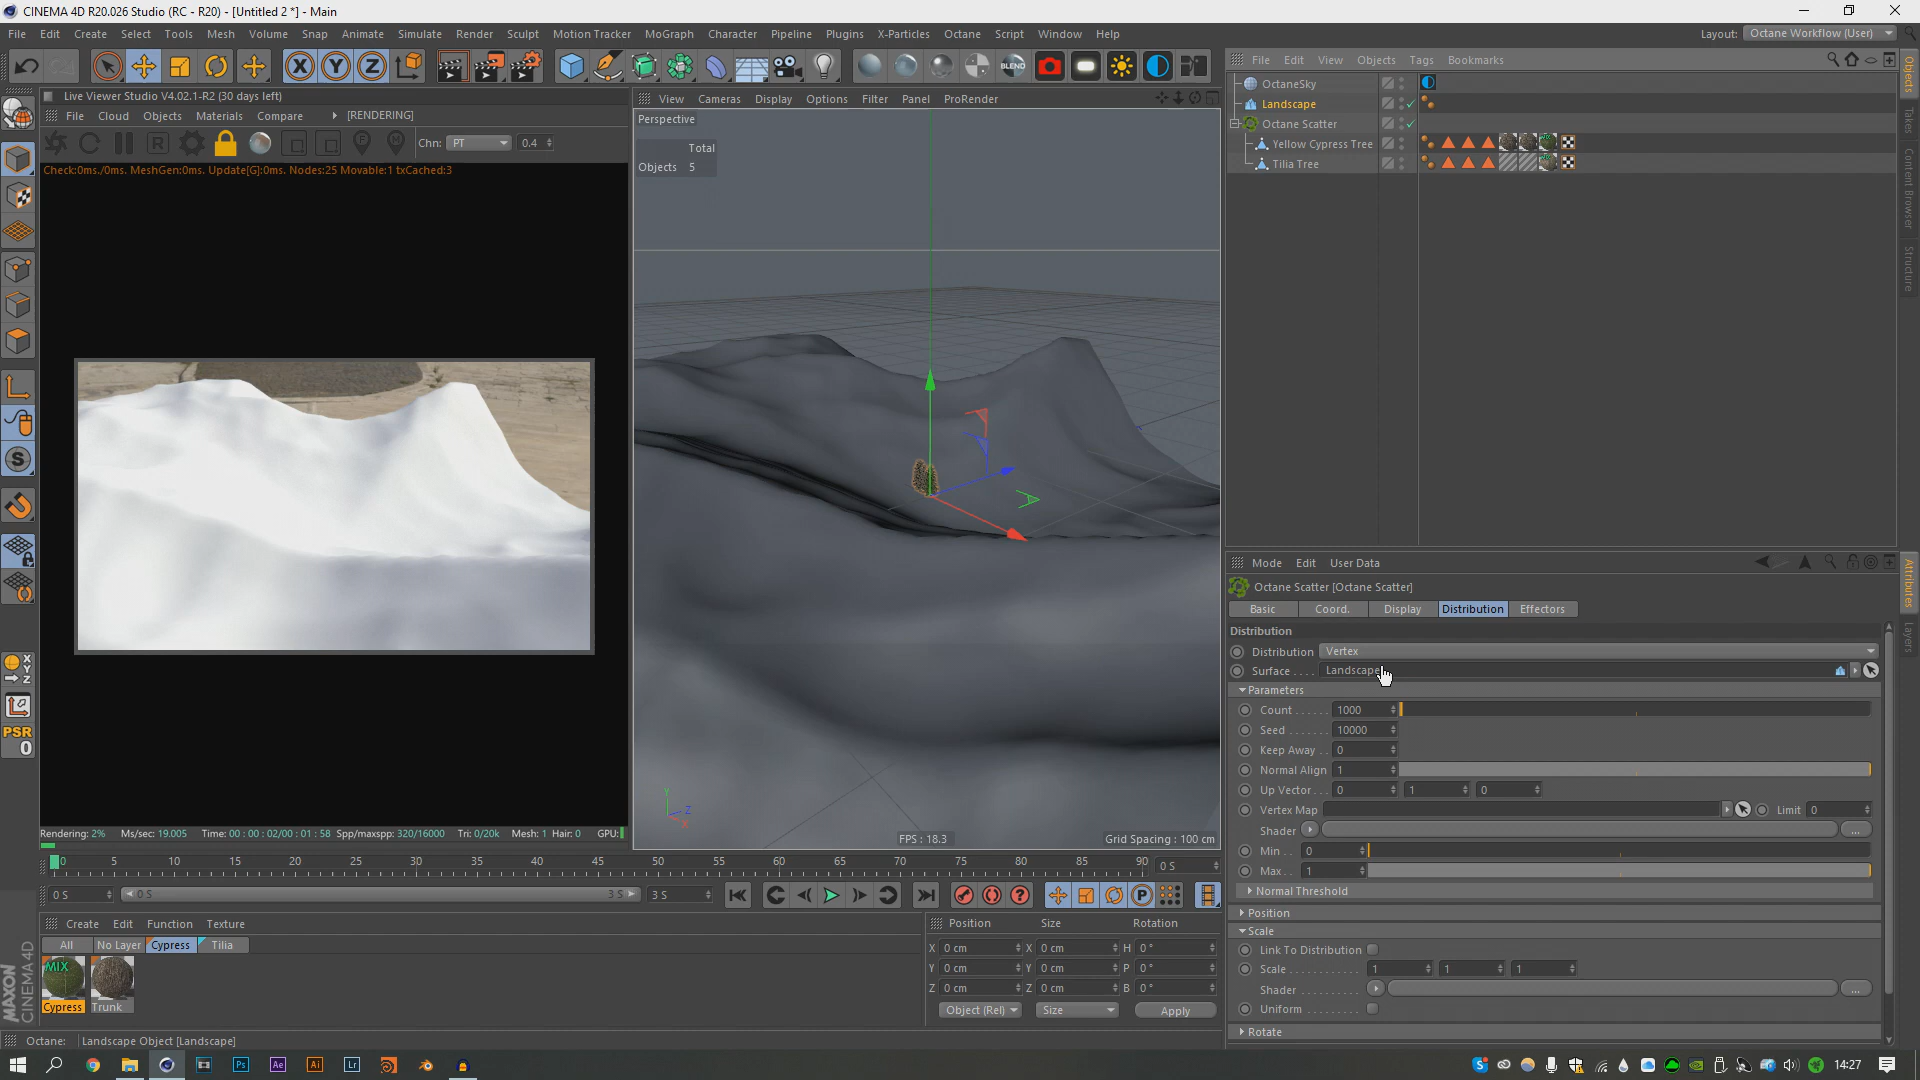 CINEMA 4D R20.026 Studio (RC - R20) - [Untitled 2 *] - Main
File Edit Create Select Tools Mesh Volume Snap Animate Simulate Render Sculpt Motion Tracker MoGraph Character Pipeline Plugins X-Particles Octane Script Window Help
Layout: Octane Workflow (User)
BLEND
File Edit View Objects Tags Bookmarks
OctaneSky
Landscape
Octane Scatter
Yellow Cypress Tree
Tilia Tree
Objects
Takes
Content Browser
Structure
Live Viewer Studio V4.02.1-R2 (30 days left)
File Cloud Objects Materials Compare [RENDERING]
Chn: PT 0.4
Check:0ms./0ms. MeshGen:0ms. Update[G]:0ms. Nodes:25 Movable:1 txCached:3
Rendering: 2% Ms/sec: 19.005 Time: 00 : 00 : 02/00 : 01 : 58 Spp/maxspp: 320/16000 Tri: 0/20k Mesh: 1 Hair: 0 GPU:
View Cameras Display Options Filter Panel ProRender
Perspective
Total
Objects 5
FPS : 18.3
Grid Spacing : 100 cm
Y
Z
X
PSR
0
0 5 10 15 20 25 30 35 40 45 50 55 60 65 70 75 80 85 90 0 S
0 S 0 S 3 S 3 S
Create Edit Function Texture
All No Layer Cypress Tilia
MIX
Cypress Trunk
Position Size Rotation
X 0 cm X 0 cm H 0 °
Y 0 cm Y 0 cm P 0 °
Z 0 cm Z 0 cm B 0 °
Object (Rel) Size Apply
MAXON
CINEMA 4D
Octane: Landscape Object [Landscape]
Mode Edit User Data
Attributes
Layers
Octane Scatter [Octane Scatter]
Basic Coord. Display Distribution Effectors
Distribution
Distribution Vertex
Surface . . . . Landscape
Parameters
Count . . . . . . 1000
Seed . . . . . . . 10000
Keep Away . . 0
Normal Align 1
Up Vector . . . 0 1 0
Vertex Map Limit 0
Shader ...
Min . . 0
Max . . 1
Normal Threshold
Position
Scale
Link To Distribution
Scale . . . . . . . . . . . 1 1 1
Shader . . . . . . . . . ...
Uniform . . . . . . . . .
Rotate
Ps Ae Ai Lr
14:27